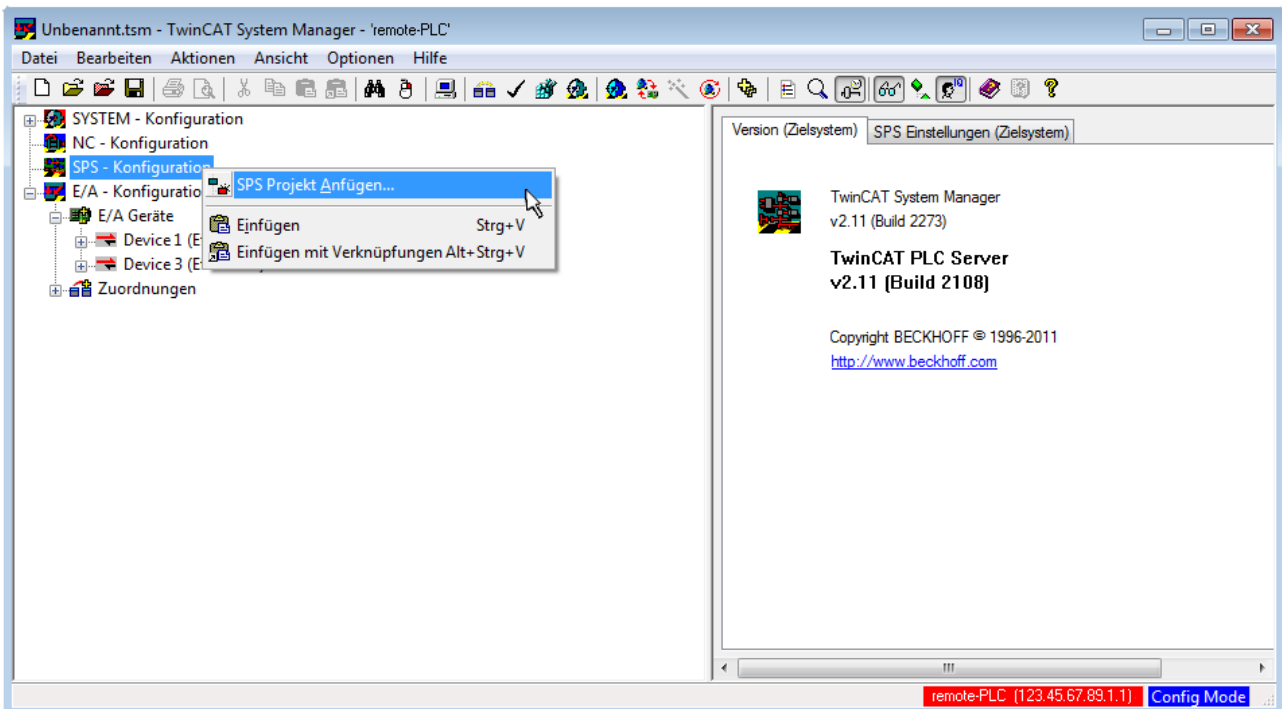 Unbenannt.tsm - TwinCAT System Manager - 'remote-PLC'
Datei Bearbeiten Aktionen Ansicht Optionen Hilfe
SYSTEM - Konfiguration
NC - Konfiguration
SPS - Konfiguration
E/A - Konfiguratio
E/A Geräte
Device 1 (E
Device 3 (E
Zuordnungen
SPS Projekt Anfügen...
Einfügen Strg+V
Einfügen mit Verknüpfungen Alt+Strg+V
Version (Zielsystem) SPS Einstellungen (Zielsystem)
TwinCAT System Manager
v2.11 (Build 2273)
TwinCAT PLC Server
v2.11 (Build 2108)
Copyright BECKHOFF © 1996-2011
http://www.beckhoff.com
remote-PLC (123.45.67.89.1.1) Config Mode